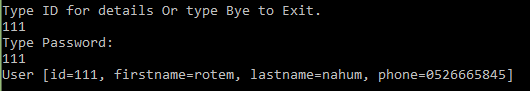 Type ID for details Or type Bye to Exit.
111
Type Password:
111
User [id=111, firstname=rotem, lastname=nahum, phone=0526665845]